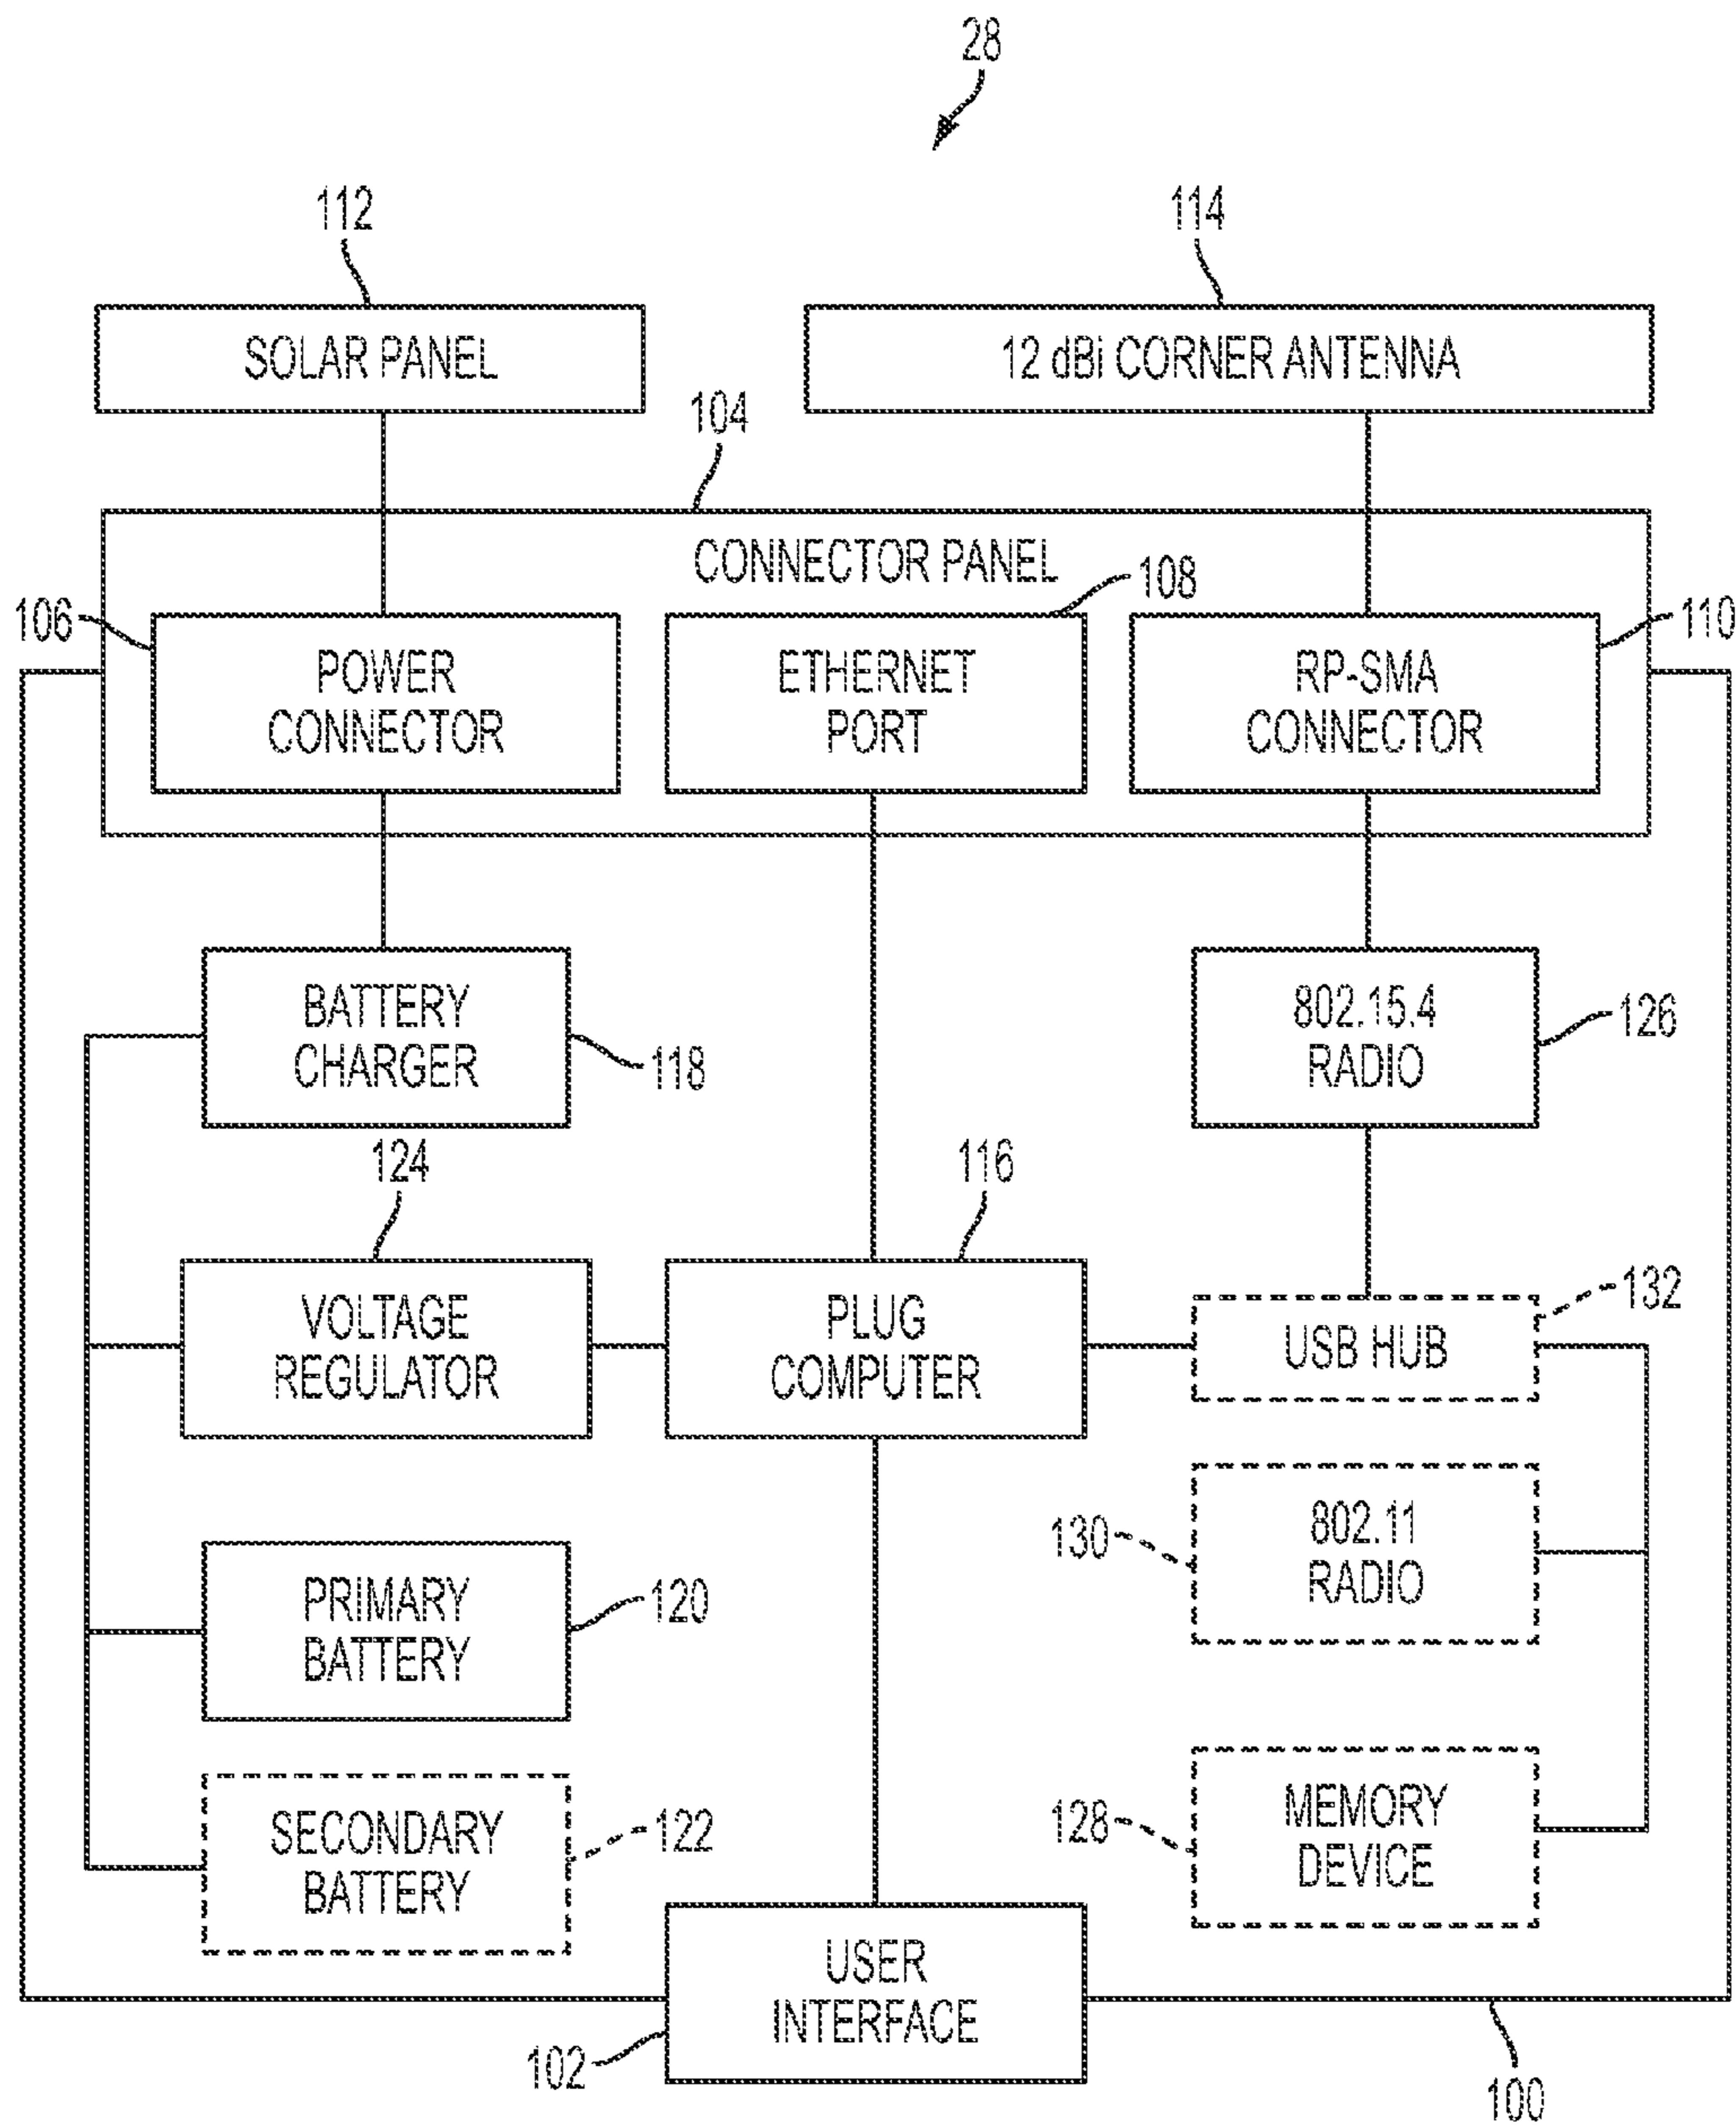 28
112
114
SOLAR PANEL
12 dBi CORNER ANTENNA
104
CONNECTOR PANEL
108
106
110
POWER
CONNECTOR
ETHERNET
PORT
RP-SMA
CONNECTOR
BATTERY
CHARGER
118
802.15.4
RADIO
126
124
116
132
VOLTAGE
REGULATOR
PLUG
COMPUTER
USB HUB
130
802.11
RADIO
PRIMARY
BATTERY
120
SECONDARY
BATTERY
122
128
MEMORY
DEVICE
USER
INTERFACE
102
100